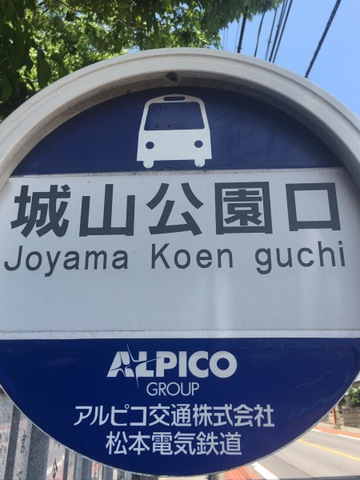 城山公園口
Joyama Koen guchi
ALPICO
GROUP
アルピコ交通株式会社
松本電気鉄道